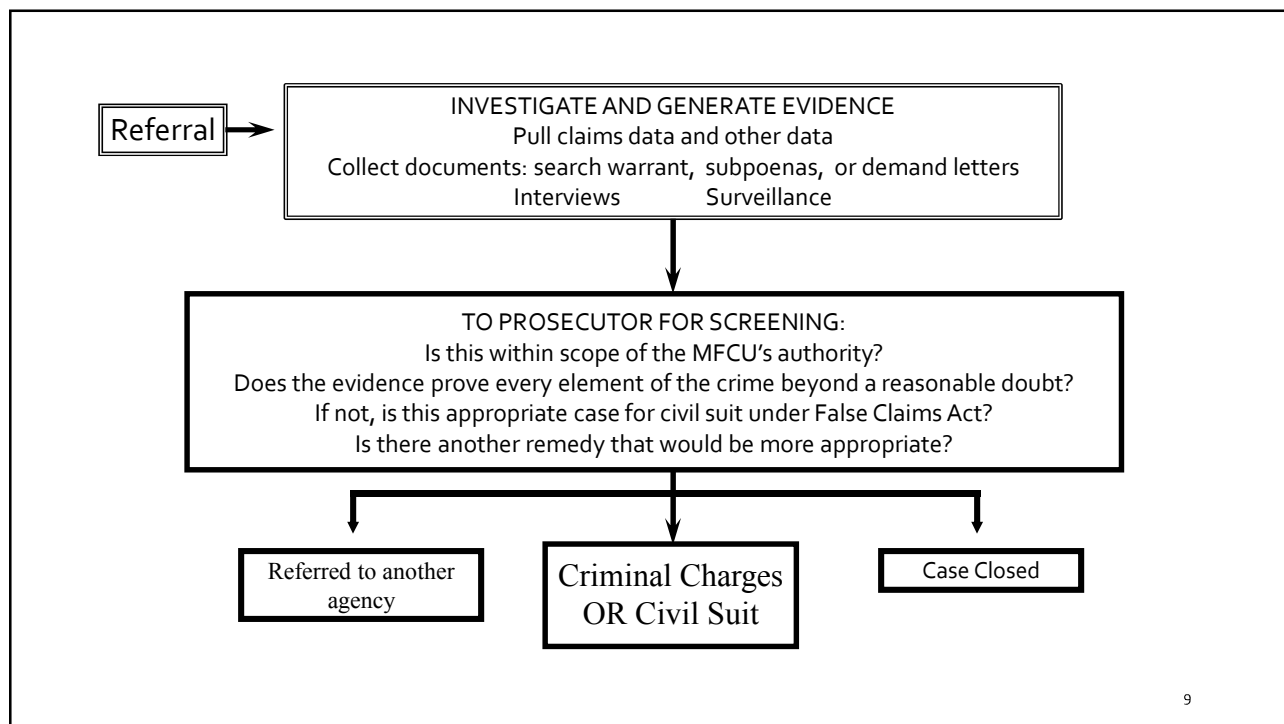 Referral
INVESTIGATE AND GENERATE EVIDENCE
Pull claims data and other data
Collect documents: search warrant, subpoenas, or demand letters
Interviews Surveillance
TO PROSECUTOR FOR SCREENING:
Is this within scope of the MFCU’s authority?
Does the evidence prove every element of the crime beyond a reasonable doubt?
If not, is this appropriate case for civil suit under False Claims Act?
Is there another remedy that would be more appropriate?
Referred to another
agency
Criminal Charges
OR Civil Suit
Case Closed
9